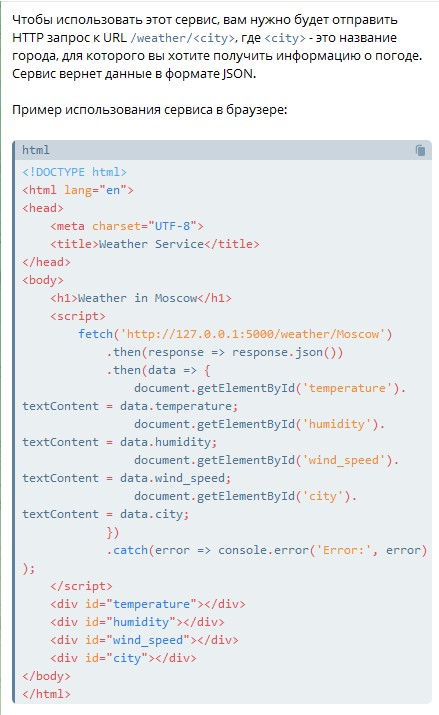 Чтобы использовать этот сервис, вам нужно будет отправить
HTTP запрос к URL /weather/<city>, где <city> - это название
города, для которого вы хотите получить информацию о погоде.
Сервис вернет данные в формате JSON.
Пример использования сервиса в браузере:
html
<!DOCTYPE html>
<html lang="en">
<head>
    <meta charset="UTF-8">
    <title>Weather Service</title>
</head>
<body>
    <h1>Weather in Moscow</h1>
    <script>
        fetch('http://127.0.0.1:5000/weather/Moscow')
            .then(response => response.json())
            .then(data => {
                document.getElementById('temperature').
textContent = data.temperature;
                document.getElementById('humidity').
textContent = data.humidity;
                document.getElementById('wind_speed').
textContent = data.wind_speed;
                document.getElementById('city').
textContent = data.city;
            })
            .catch(error => console.error('Error:', error)
);
    </script>
    <div id="temperature"></div>
    <div id="humidity"></div>
    <div id="wind_speed"></div>
    <div id="city"></div>
</body>
</html>